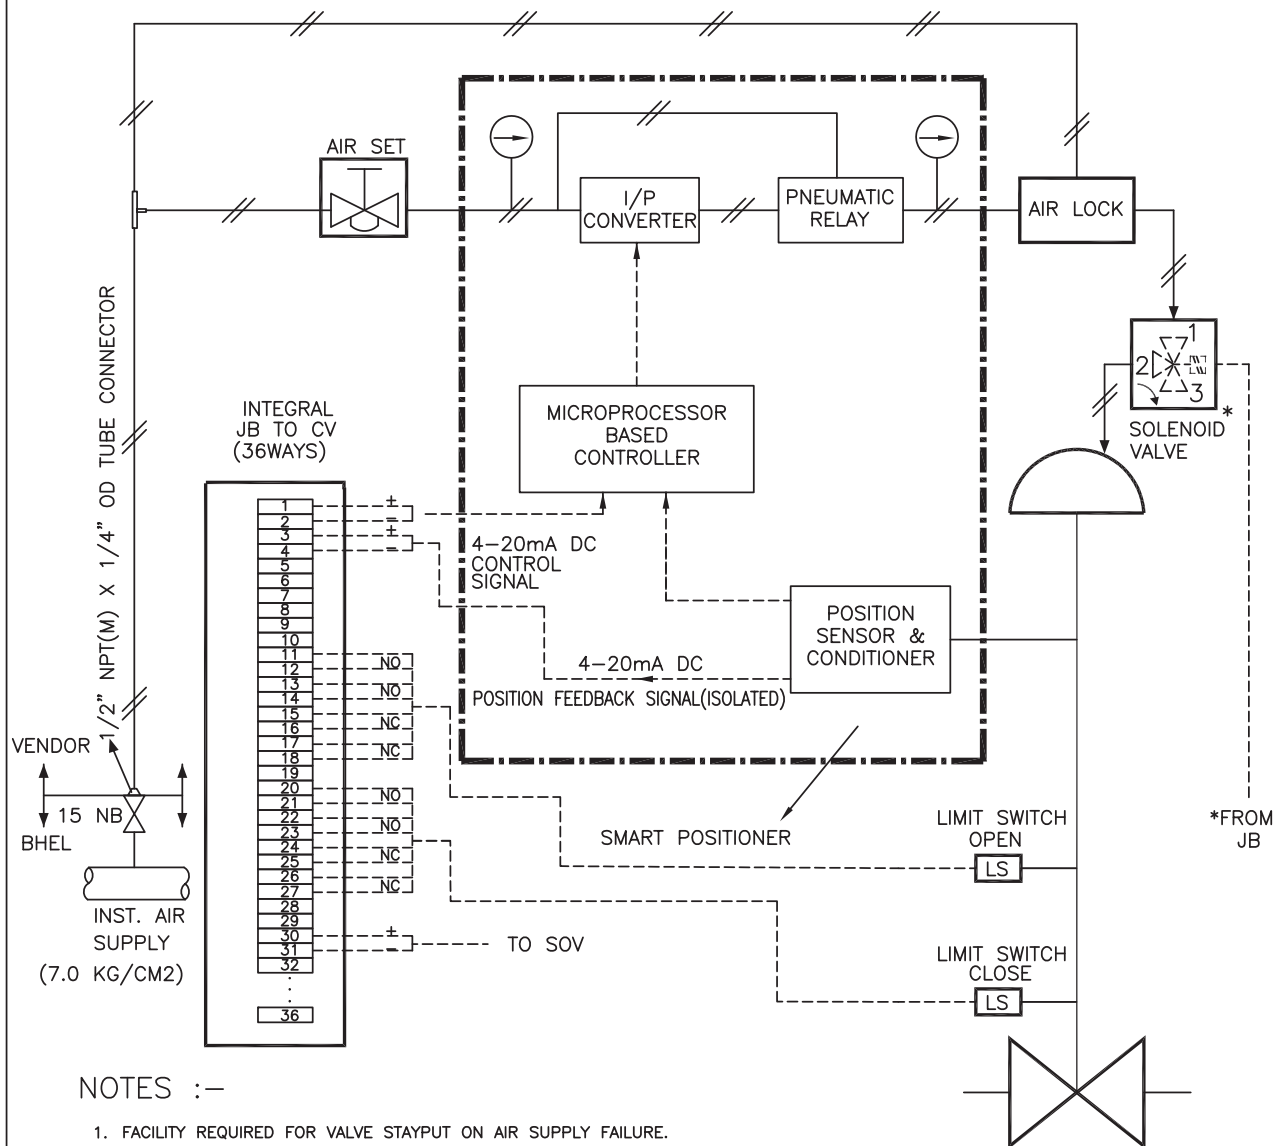 AIR SET
I/P
CONVERTER
PNEUMATIC
RELAY
AIR LOCK
1
2
3
SOLENOID*
VALVE
1/2" NPT(M) X 1/4" OD TUBE CONNECTOR
INTEGRAL
JB TO CV
(36WAYS)
MICROPROCESSOR
BASED
CONTROLLER
1 +
2 -
3 +
4 -
5
6
7
8
9
10
11
12 NO
13
14 NO
15
16 NC
17
18 NC
19
20 NO
21
22 NO
23
24 NC
25
26
27 NC
28
29
30 +
31 -
32
36
4-20mA DC
CONTROL
SIGNAL
POSITION
SENSOR &
CONDITIONER
4-20mA DC
POSITION FEEDBACK SIGNAL(ISOLATED)
SMART POSITIONER
VENDOR
15 NB
BHEL
INST. AIR
SUPPLY
(7.0 KG/CM2)
TO SOV
LIMIT SWITCH
OPEN
LS
*FROM
JB
LIMIT SWITCH
CLOSE
LS
NOTES :-
1. FACILITY REQUIRED FOR VALVE STAYPUT ON AIR SUPPLY FAILURE.